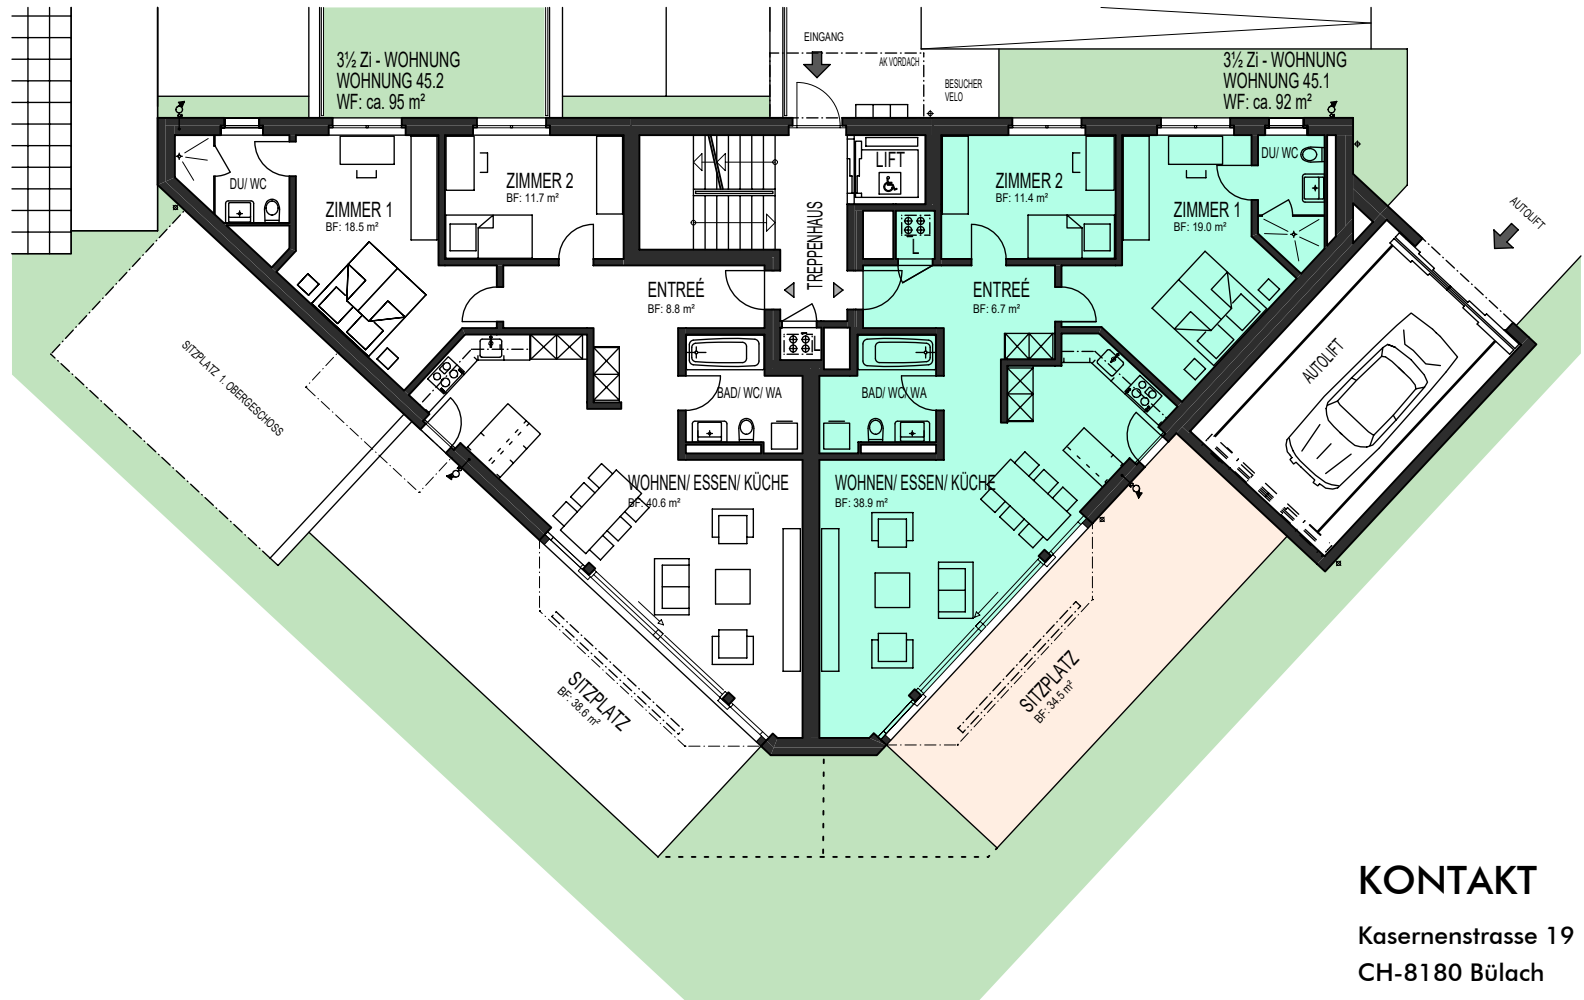 EINGANG
3½ Zi - WOHNUNG
WOHNUNG 45.2
WF: ca. 95 m²
AK VORDACH
BESUCHER
VELO
3½ Zi - WOHNUNG
WOHNUNG 45.1
WF: ca. 92 m²
DU/ WC
ZIMMER 1
BF: 18.5 m²
ZIMMER 2
BF: 11.7 m²
TREPPENHAUS
LIFT
L
ZIMMER 2
BF: 11.4 m²
ZIMMER 1
BF: 19.0 m²
DU/ WC
AUTOLIFT
ENTREÉ
BF: 8.8 m²
ENTREÉ
BF: 6.7 m²
SITZPLATZ 1. OBERGESCHOSS
L
BAD/ WC/ WA
BAD/ WC/ WA
AUTOLIFT
WOHNEN/ ESSEN/ KÜCHE
BF: 40.6 m²
WOHNEN/ ESSEN/ KÜCHE
BF: 38.9 m²
SITZPLATZ
BF: 38.6 m²
SITZPLATZ
BF: 34.5 m²
KONTAKT
Kasernenstrasse 19
CH-8180 Bülach